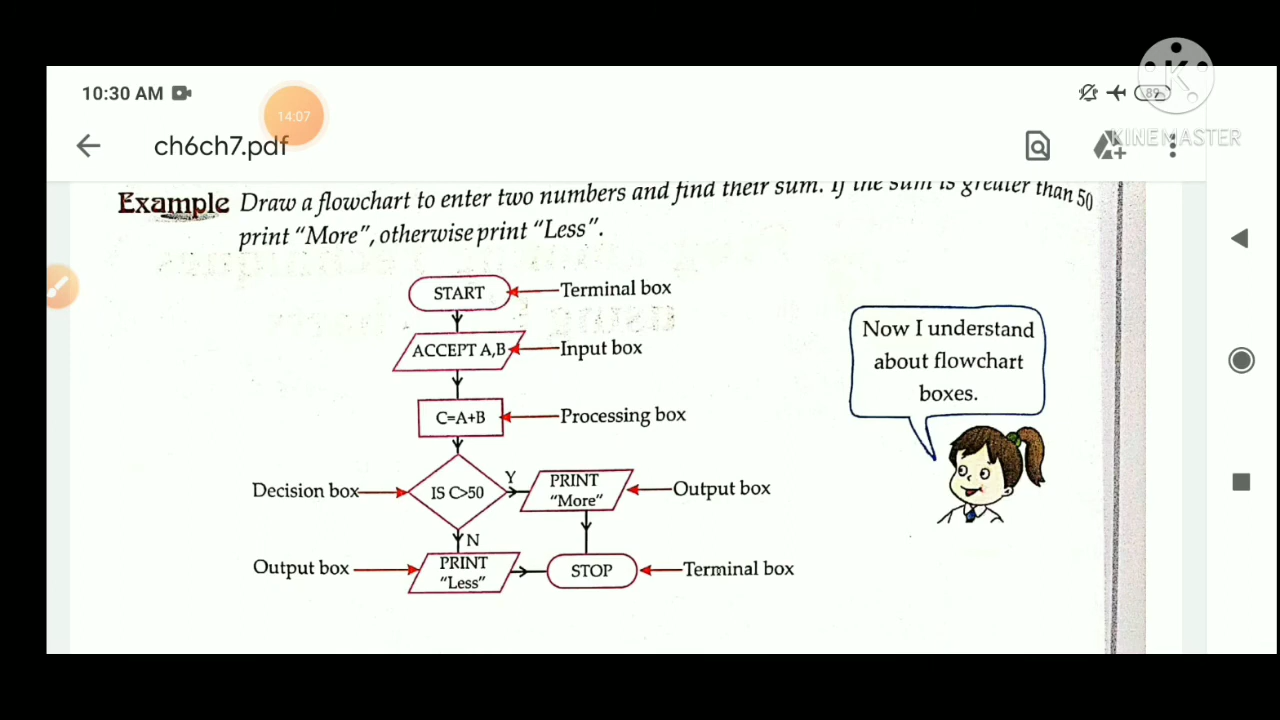 10:30 AM
14:07
89
ch6ch7.pdf
KINEMASTER
K
Example Draw a flowchart to enter two numbers and find their sum. If the sum is greater than 50
print “More”, otherwise print “Less”.
START
Terminal box
ACCEPT A,B
Input box
C=A+B
Processing box
Now I understand
about flowchart
boxes.
Decision box
IS C>50
Y
PRINT
“More”
Output box
N
Output box
PRINT
“Less”
STOP
Terminal box